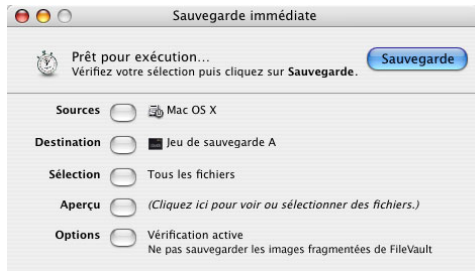 Sauvegarde immédiate
Prêt pour exécution...
Vérifiez votre sélection puis cliquez sur Sauvegarde.
Sauvegarde
Sources Mac OS X
Destination Jeu de sauvegarde A
Sélection Tous les fichiers
Aperçu (Cliquez ici pour voir ou sélectionner des fichiers.)
Options Vérification active
Ne pas sauvegarder les images fragmentées de FileVault